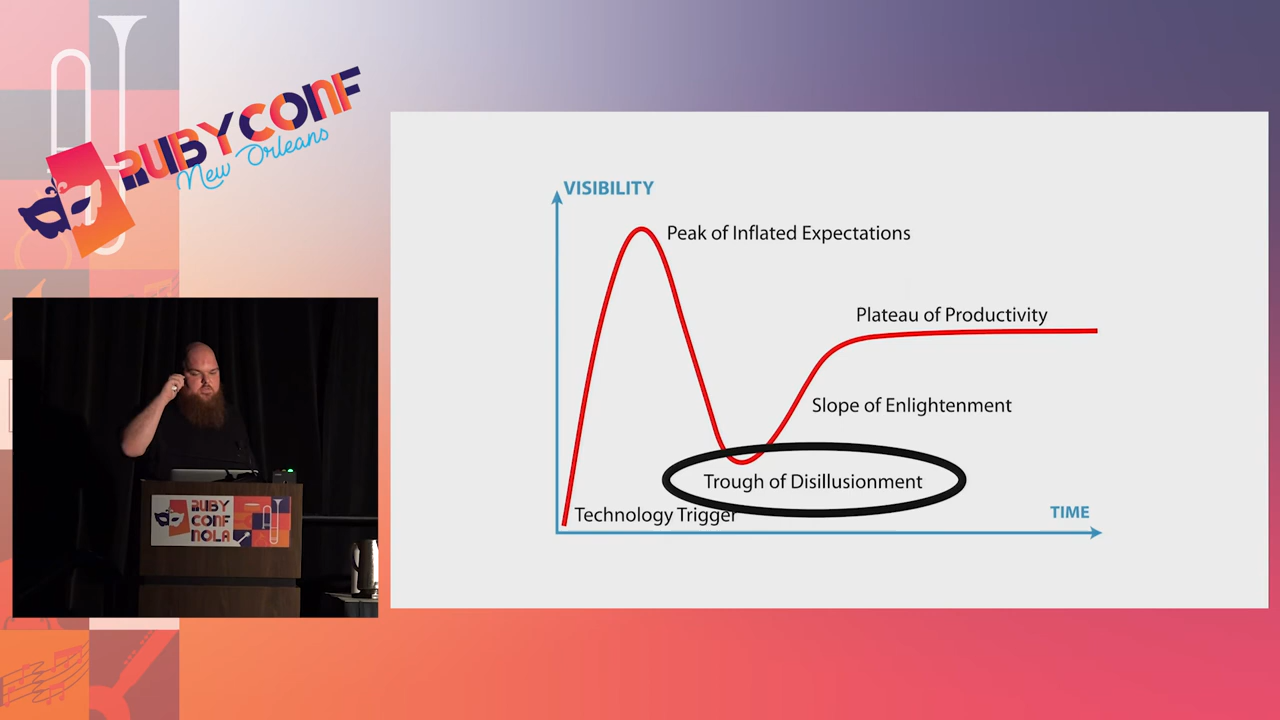 RUBYCONF
New Orleans
VISIBILITY
Peak of Inflated Expectations
Plateau of Productivity
Slope of Enlightenment
Trough of Disillusionment
Technology Trigger
TIME
RUBY
CONF
NOLA